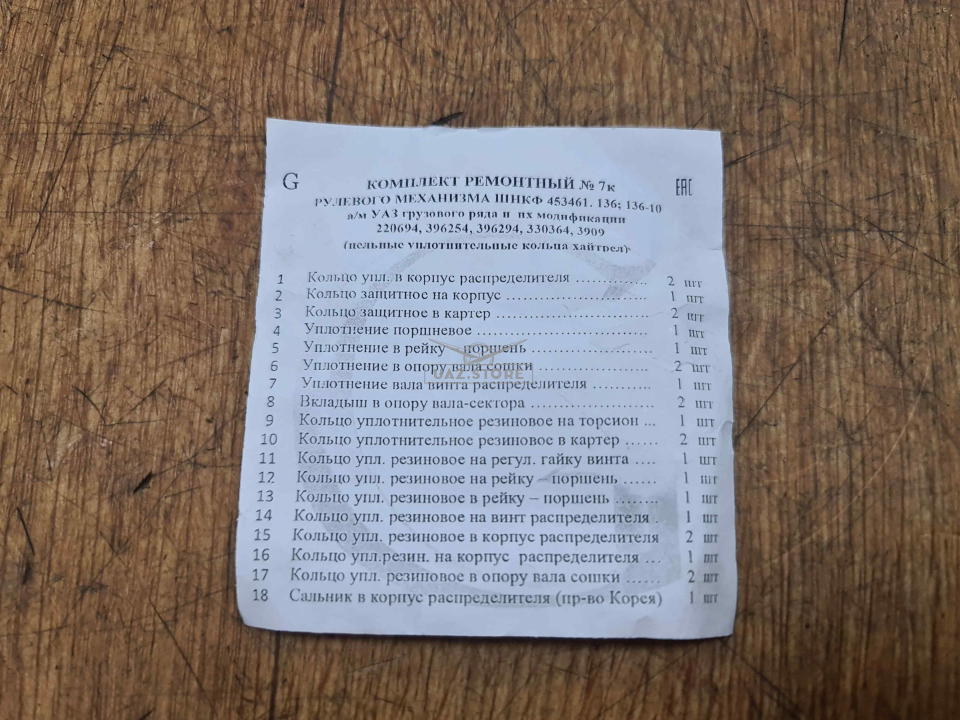 G
КОМПЛЕКТ РЕМОНТНЫЙ № 7к
EAC
РУЛЕВОГО МЕХАНИЗМА ШНКФ 453461. 136; 136-10
а/м УАЗ грузового ряда и их модификации
220694, 396254, 396294, 330364, 3909
(цельные уплотнительные кольца хайтрел)
1 Кольцо упл. в корпус распределителя ………… 2 шт
2 Кольцо защитное на корпус …………………… 1 шт
3 Кольцо защитное в картер ……………………… 2 шт
4 Уплотнение поршневое ………………………… 1 шт
5 Уплотнение в рейку – поршень ………………… 1 шт
6 Уплотнение в опору вала сошки ……………… 2 шт
UAZ.STORE
7 Уплотнение вала винта распределителя ……… 1 шт
8 Вкладыш в опору вала-сектора ………………… 2 шт
9 Кольцо уплотнительное резиновое на торсион ... 1 шт
10 Кольцо уплотнительное резиновое в картер …… 2 шт
11 Кольцо упл. резиновое на регул. гайку винта …. 1 шт
12 Кольцо упл. резиновое на рейку – поршень …… 1 шт
13 Кольцо упл. резиновое в рейку – поршень …….. 1 шт
14 Кольцо упл. резиновое на винт распределителя . 1 шт
15 Кольцо упл. резиновое в корпус распределителя 2 шт
16 Кольцо упл.резин. на корпус распределителя … 1 шт
17 Кольцо упл. резиновое в опору вала сошки …… 2 шт
18 Сальник в корпус распределителя (пр-во Корея) 1 шт